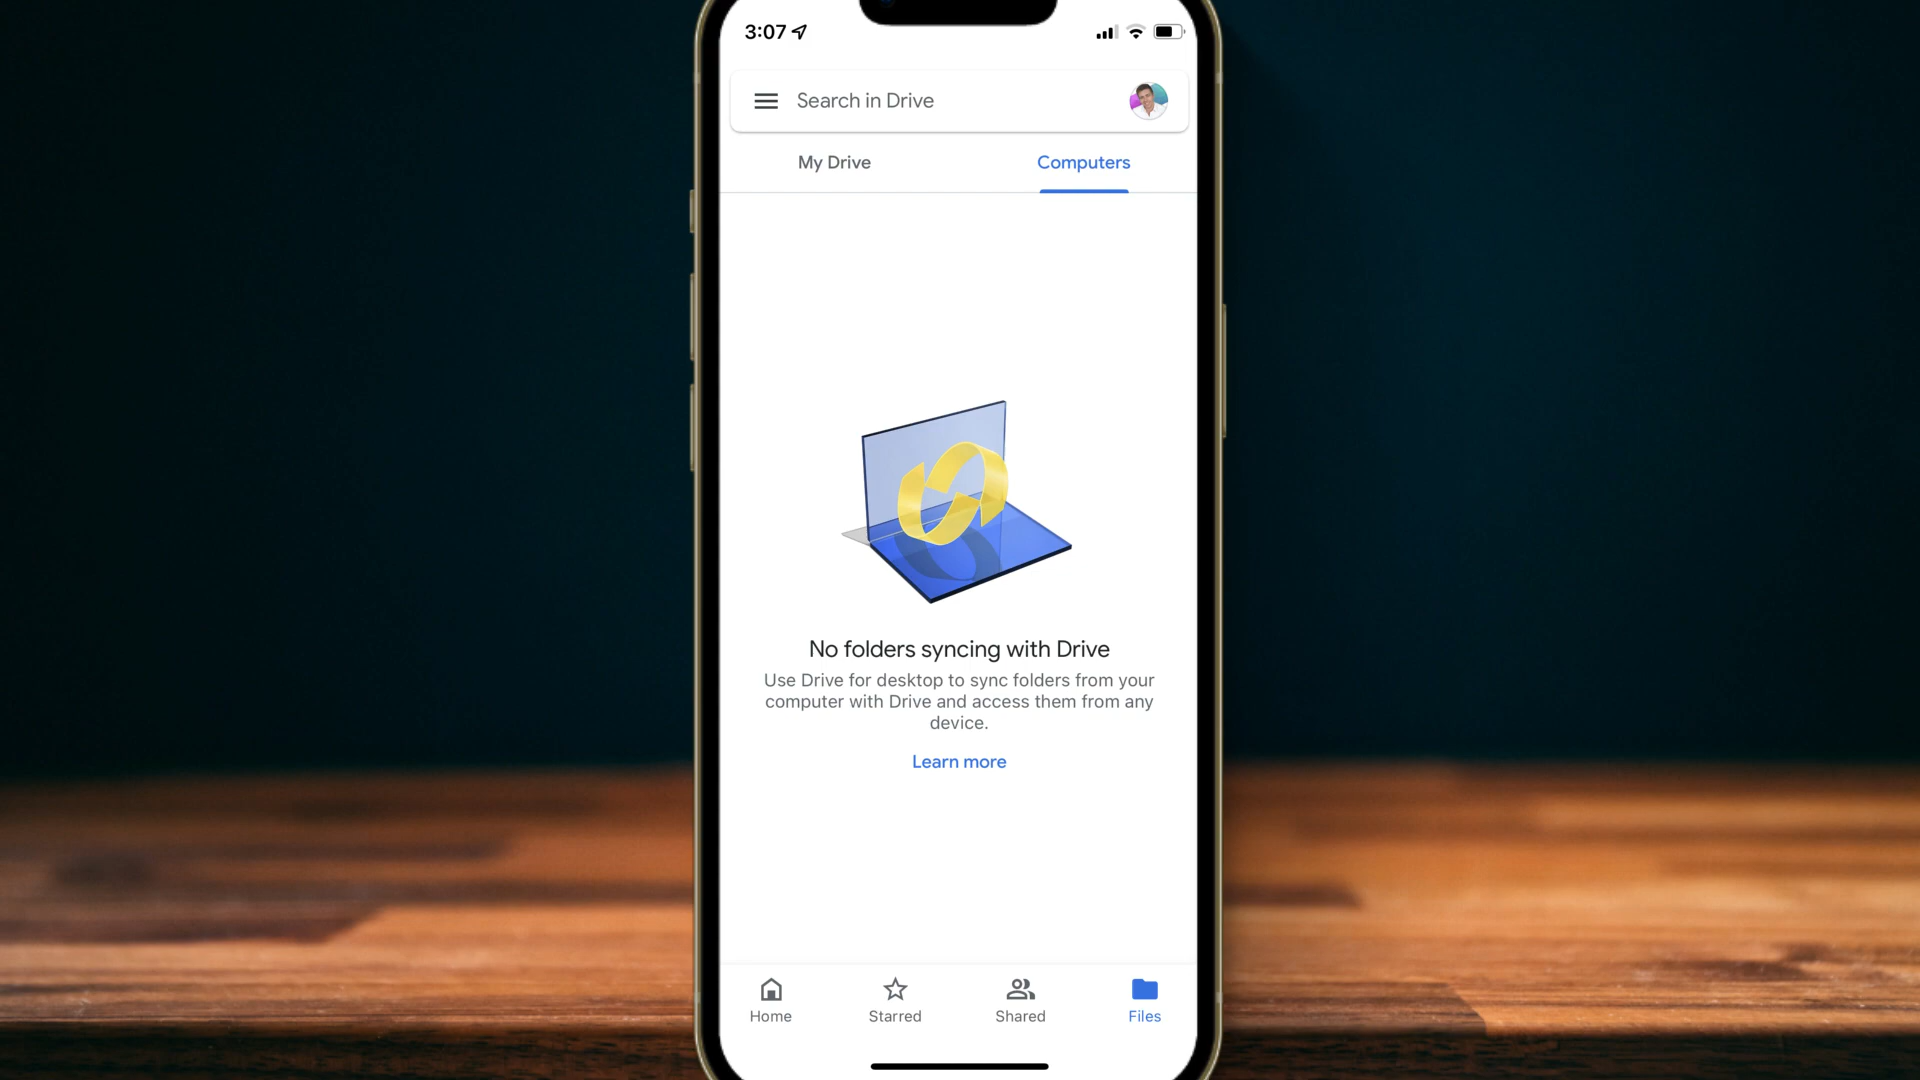 3:07
Search in Drive
My Drive
Computers
No folders syncing with Drive
Use Drive for desktop to sync folders from your
computer with Drive and access them from any
device.
Learn more
Home
Starred
Shared
Files